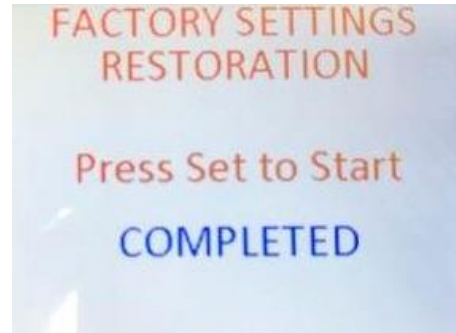 FACTORY SETTINGS
RESTORATION
Press Set to Start
COMPLETED